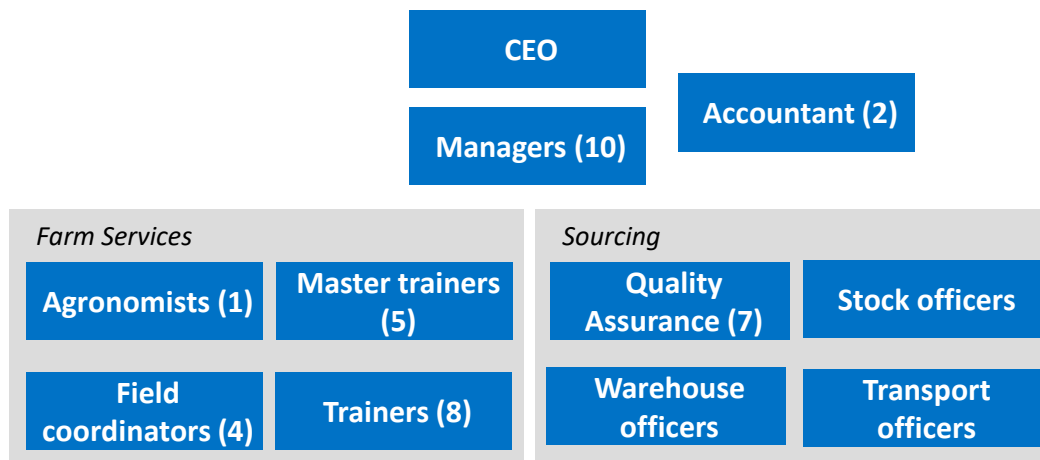 CEO
Accountant (2)
Managers (10)
Farm Services
Agronomists (1)
Master trainers
(5)
Field
coordinators (4)
Trainers (8)
Sourcing
Quality
Assurance (7)
Stock officers
Warehouse
officers
Transport
officers